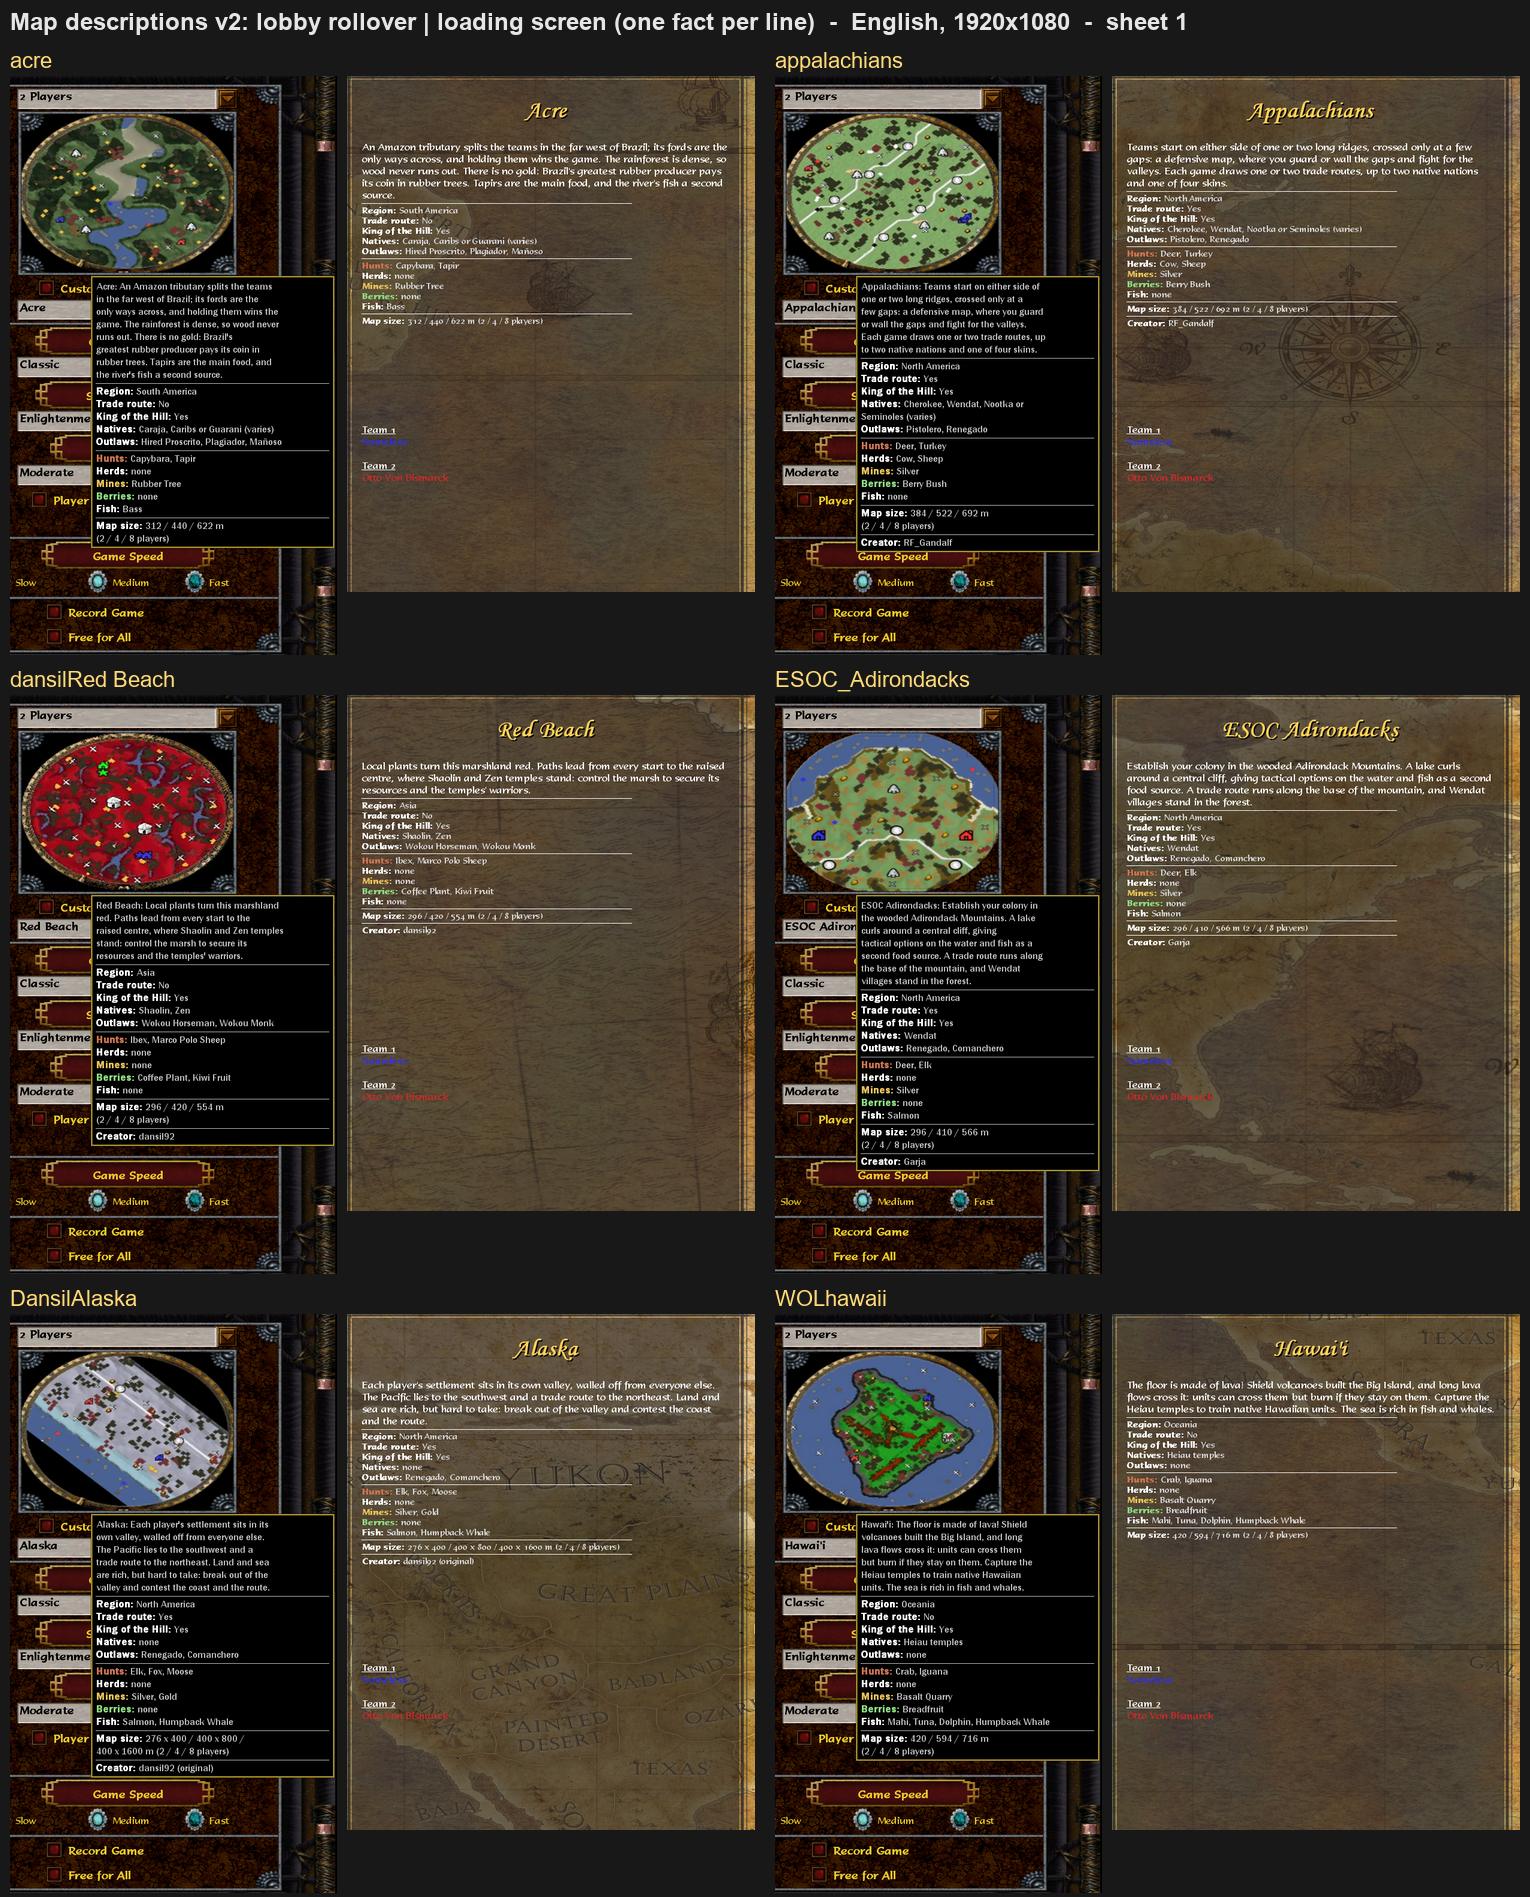 Map descriptions v2: lobby rollover | loading screen (one fact per line)  -  English, 1920x1080  -  sheet 1
acre
2 Players
Acre
Acre: An Amazon tributary splits the teams
in the far west of Brazil; its fords are the
only ways across, and holding them wins the
game. The rainforest is dense, so wood never
runs out. There is no gold: Brazil's
greatest rubber producer pays its coin in
rubber trees. Tapirs are the main food, and
the river's fish a second source.
Region: South America
Trade route: No
King of the Hill: Yes
Natives: Caraja, Caribs or Guarani (varies)
Outlaws: Hired Proscrito, Plagiador, Mañoso
Hunts: Capybara, Tapir
Herds: none
Mines: Rubber Tree
Berries: none
Fish: Bass
Map size: 312 / 440 / 622 m
(2 / 4 / 8 players)
Custo
Classic
Enlightenme
Moderate
Player
Game Speed
Slow Medium Fast
Record Game
Free for All
Acre
An Amazon tributary splits the teams in the far west of Brazil; its fords are the
only ways across, and holding them wins the game. The rainforest is dense, so
wood never runs out. There is no gold: Brazil's greatest rubber producer pays
its coin in rubber trees. Tapirs are the main food, and the river's fish a second
source.
Region: South America
Trade route: No
King of the Hill: Yes
Natives: Caraja, Caribs or Guarani (varies)
Outlaws: Hired Proscrito, Plagiador, Mañoso
Hunts: Capybara, Tapir
Herds: none
Mines: Rubber Tree
Berries: none
Fish: Bass
Map size: 312 / 440 / 622 m (2 / 4 / 8 players)
Team 1
Team 2
Otto Von Bismarck
appalachians
2 Players
Appalachian
Appalachians: Teams start on either side of
one or two long ridges, crossed only at a
few gaps: a defensive map, where you guard
or wall the gaps and fight for the valleys.
Each game draws one or two trade routes, up
to two native nations and one of four skins.
Region: North America
Trade route: Yes
King of the Hill: Yes
Natives: Cherokee, Wendat, Nootka or
Seminoles (varies)
Outlaws: Pistolero, Renegado
Hunts: Deer, Turkey
Herds: Cow, Sheep
Mines: Silver
Berries: Berry Bush
Fish: none
Map size: 384 / 522 / 692 m
(2 / 4 / 8 players)
Creator: RF_Gandalf
Custo
Classic
Enlightenme
Moderate
Player
Game Speed
Slow Medium Fast
Record Game
Free for All
Appalachians
Teams start on either side of one or two long ridges, crossed only at a few
gaps: a defensive map, where you guard or wall the gaps and fight for the
valleys. Each game draws one or two trade routes, up to two native nations
and one of four skins.
Region: North America
Trade route: Yes
King of the Hill: Yes
Natives: Cherokee, Wendat, Nootka or Seminoles (varies)
Outlaws: Pistolero, Renegado
Hunts: Deer, Turkey
Herds: Cow, Sheep
Mines: Silver
Berries: Berry Bush
Fish: none
Map size: 384 / 522 / 692 m (2 / 4 / 8 players)
Creator: RF_Gandalf
W E S
Team 1
Team 2
Otto Von Bismarck
dansilRed Beach
2 Players
Red Beach
Red Beach: Local plants turn this marshland
red. Paths lead from every start to the
raised centre, where Shaolin and Zen temples
stand: control the marsh to secure its
resources and the temples' warriors.
Region: Asia
Trade route: No
King of the Hill: Yes
Natives: Shaolin, Zen
Outlaws: Wokou Horseman, Wokou Monk
Hunts: Ibex, Marco Polo Sheep
Herds: none
Mines: none
Berries: Coffee Plant, Kiwi Fruit
Fish: none
Map size: 296 / 420 / 554 m
(2 / 4 / 8 players)
Creator: dansil92
Custo
Classic
Enlightenme
Moderate
Player
Game Speed
Slow Medium Fast
Record Game
Free for All
Red Beach
Local plants turn this marshland red. Paths lead from every start to the raised
centre, where Shaolin and Zen temples stand: control the marsh to secure its
resources and the temples' warriors.
Region: Asia
Trade route: No
King of the Hill: Yes
Natives: Shaolin, Zen
Outlaws: Wokou Horseman, Wokou Monk
Hunts: Ibex, Marco Polo Sheep
Herds: none
Mines: none
Berries: Coffee Plant, Kiwi Fruit
Fish: none
Map size: 296 / 420 / 554 m (2 / 4 / 8 players)
Creator: dansil92
Team 1
Team 2
Otto Von Bismarck
ESOC_Adirondacks
2 Players
ESOC Adiron
ESOC Adirondacks: Establish your colony in
the wooded Adirondack Mountains. A lake
curls around a central cliff, giving
tactical options on the water and fish as a
second food source. A trade route runs along
the base of the mountain, and Wendat
villages stand in the forest.
Region: North America
Trade route: Yes
King of the Hill: Yes
Natives: Wendat
Outlaws: Renegado, Comanchero
Hunts: Deer, Elk
Herds: none
Mines: Silver
Berries: none
Fish: Salmon
Map size: 296 / 410 / 566 m
(2 / 4 / 8 players)
Creator: Garja
Custo
Classic
Enlightenme
Moderate
Player
Game Speed
Slow Medium Fast
Record Game
Free for All
ESOC Adirondacks
Establish your colony in the wooded Adirondack Mountains. A lake curls
around a central cliff, giving tactical options on the water and fish as a second
food source. A trade route runs along the base of the mountain, and Wendat
villages stand in the forest.
Region: North America
Trade route: Yes
King of the Hill: Yes
Natives: Wendat
Outlaws: Renegado, Comanchero
Hunts: Deer, Elk
Herds: none
Mines: Silver
Berries: none
Fish: Salmon
Map size: 296 / 410 / 566 m (2 / 4 / 8 players)
Creator: Garja
Team 1
Team 2
Otto Von Bismarck
DansilAlaska
2 Players
Alaska
Alaska: Each player's settlement sits in its
own valley, walled off from everyone else.
The Pacific lies to the southwest and a
trade route to the northeast. Land and sea
are rich, but hard to take: break out of the
valley and contest the coast and the route.
Region: North America
Trade route: Yes
King of the Hill: Yes
Natives: none
Outlaws: Renegado, Comanchero
Hunts: Elk, Fox, Moose
Herds: none
Mines: Silver, Gold
Berries: none
Fish: Salmon, Humpback Whale
Map size: 276 x 400 / 400 x 800 /
400 x 1600 m (2 / 4 / 8 players)
Creator: dansil92 (original)
Custo
Classic
Enlightenme
Moderate
Player
Game Speed
Slow Medium Fast
Record Game
Free for All
Alaska
Each player's settlement sits in its own valley, walled off from everyone else.
The Pacific lies to the southwest and a trade route to the northeast. Land and
sea are rich, but hard to take: break out of the valley and contest the coast
and the route.
Region: North America
Trade route: Yes
King of the Hill: Yes
Natives: none
Outlaws: Renegado, Comanchero
Hunts: Elk, Fox, Moose
Herds: none
Mines: Silver, Gold
Berries: none
Fish: Salmon, Humpback Whale
Map size: 276 x 400 / 400 x 800 / 400 x 1600 m (2 / 4 / 8 players)
Creator: dansil92 (original)
YUKON
GREAT PLAINS
GRAND
CANYON
BADLANDS
PAINTED
DESERT
TEXAS
BAJA
Team 1
Team 2
Otto Von Bismarck
WOLhawaii
2 Players
Hawai'i
Hawai'i: The floor is made of lava! Shield
volcanoes built the Big Island, and long
lava flows cross it: units can cross them
but burn if they stay on them. Capture the
Heiau temples to train native Hawaiian
units. The sea is rich in fish and whales.
Region: Oceania
Trade route: No
King of the Hill: Yes
Natives: Heiau temples
Outlaws: none
Hunts: Crab, Iguana
Herds: none
Mines: Basalt Quarry
Berries: Breadfruit
Fish: Mahi, Tuna, Dolphin, Humpback Whale
Map size: 420 / 594 / 716 m
(2 / 4 / 8 players)
Custo
Classic
Enlightenme
Moderate
Player
Game Speed
Slow Medium Fast
Record Game
Free for All
Hawai'i
The floor is made of lava! Shield volcanoes built the Big Island, and long lava
flows cross it: units can cross them but burn if they stay on them. Capture the
Heiau temples to train native Hawaiian units. The sea is rich in fish and whales.
Region: Oceania
Trade route: No
King of the Hill: Yes
Natives: Heiau temples
Outlaws: none
Hunts: Crab, Iguana
Herds: none
Mines: Basalt Quarry
Berries: Breadfruit
Fish: Mahi, Tuna, Dolphin, Humpback Whale
Map size: 420 / 594 / 716 m (2 / 4 / 8 players)
TEXAS
Team 1
Team 2
Otto Von Bismarck